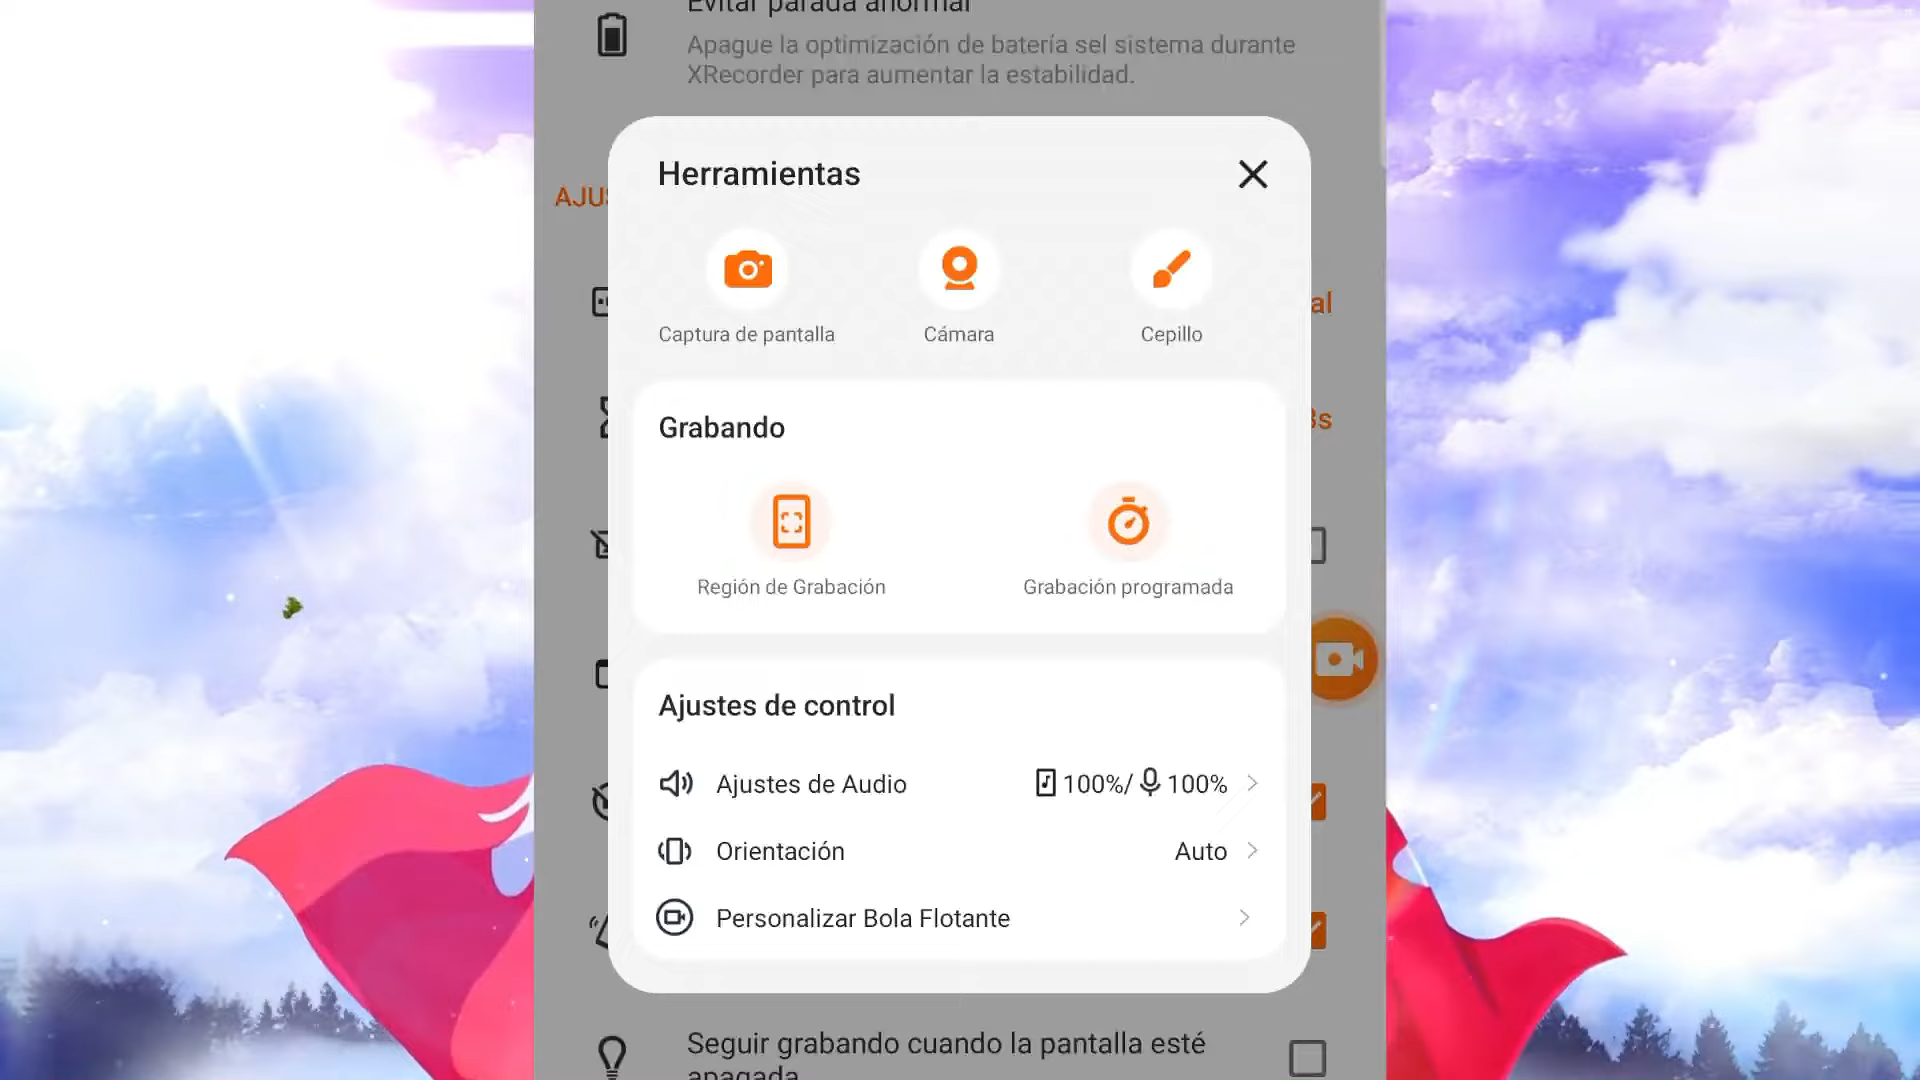 Evitar parada anormal
Apague la optimización de batería sel sistema durante
XRecorder para aumentar la estabilidad.
Herramientas
AJUS
Captura de pantalla
Cámara
Cepillo
al
3s
Grabando
Región de Grabación
Grabación programada
Ajustes de control
Ajustes de Audio
100%/ 100%
Orientación
Auto
Personalizar Bola Flotante
Seguir grabando cuando la pantalla esté
apagada